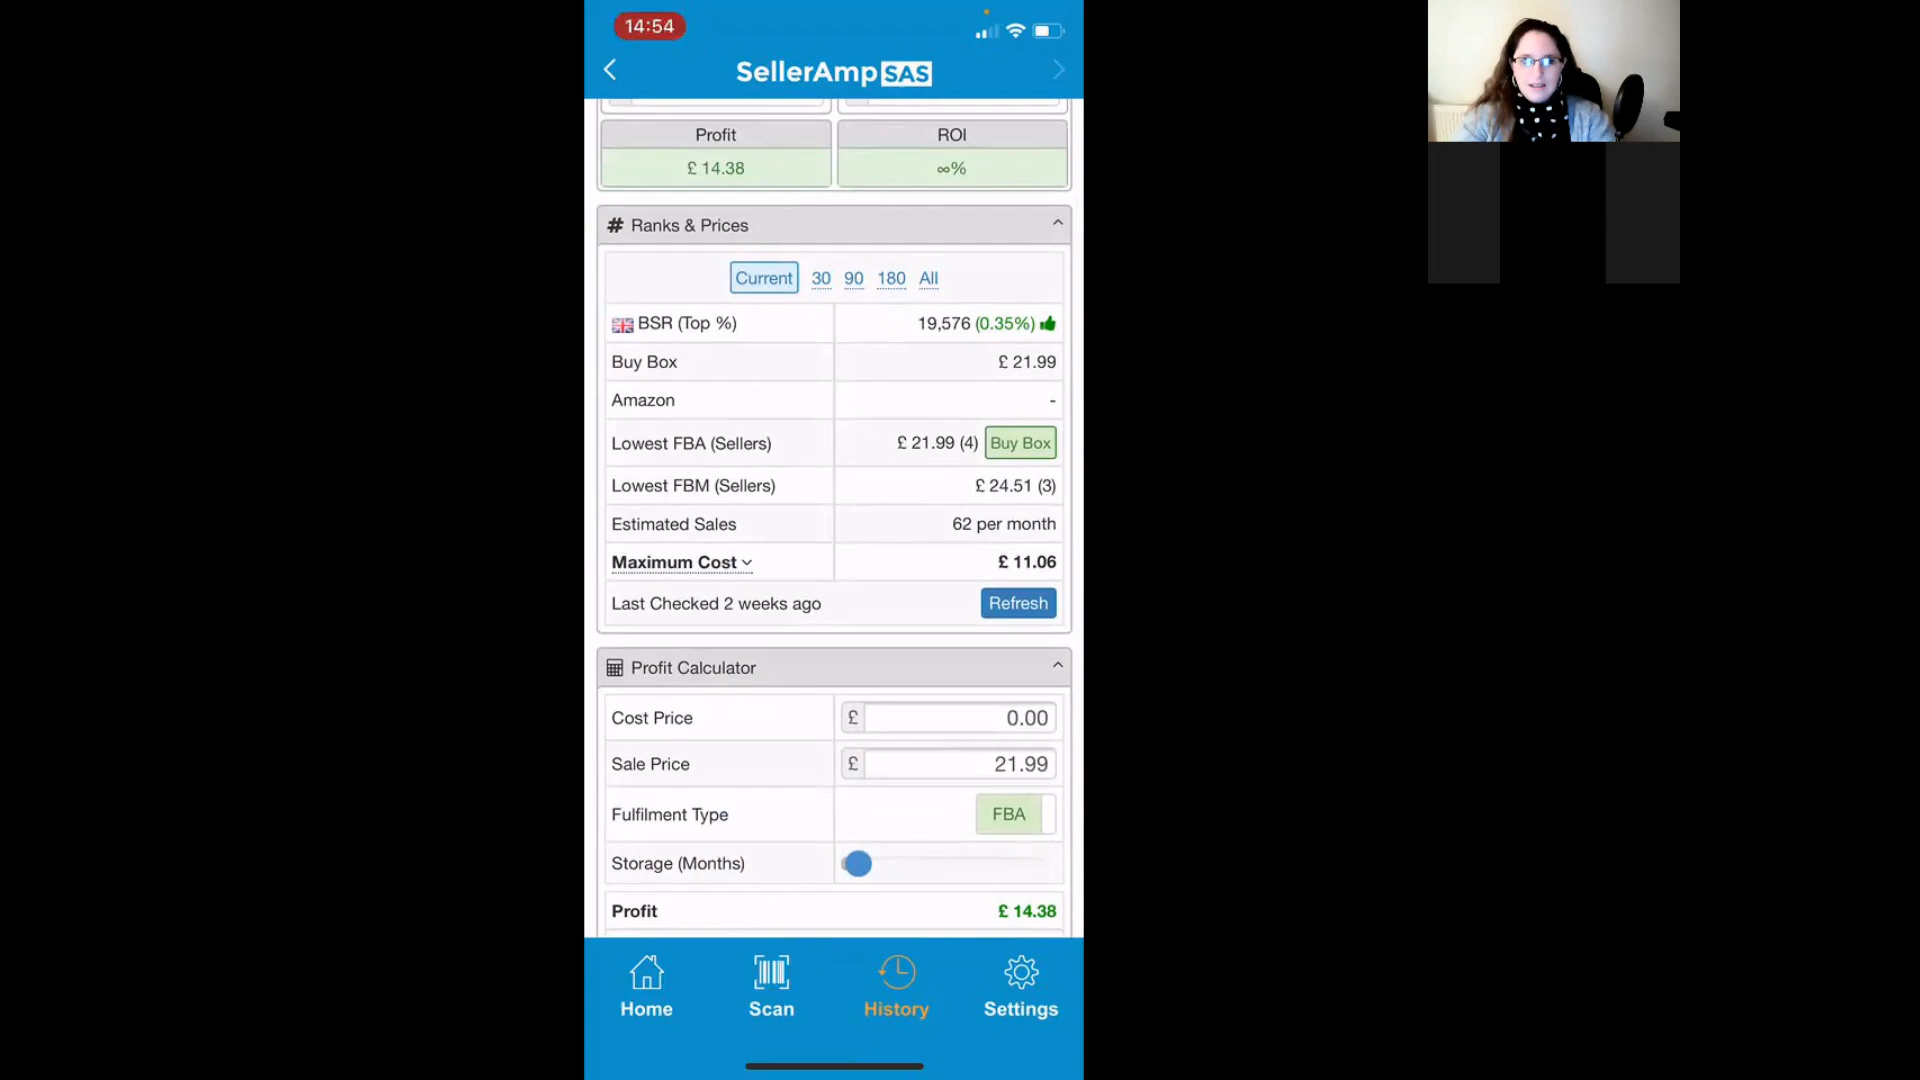 14:54
SellerAmp SAS
Profit ROI
£ 14.38 ∞%
# Ranks & Prices
Current 30 90 180 All
BSR (Top %) 19,576 (0.35%)
Buy Box £ 21.99
Amazon -
Lowest FBA (Sellers) £ 21.99 (4) Buy Box
Lowest FBM (Sellers) £ 24.51 (3)
Estimated Sales 62 per month
Maximum Cost £ 11.06
Last Checked 2 weeks ago Refresh
Profit Calculator
Cost Price £ 0.00
Sale Price £ 21.99
Fulfilment Type FBA
Storage (Months)
Profit £ 14.38
Home Scan History Settings